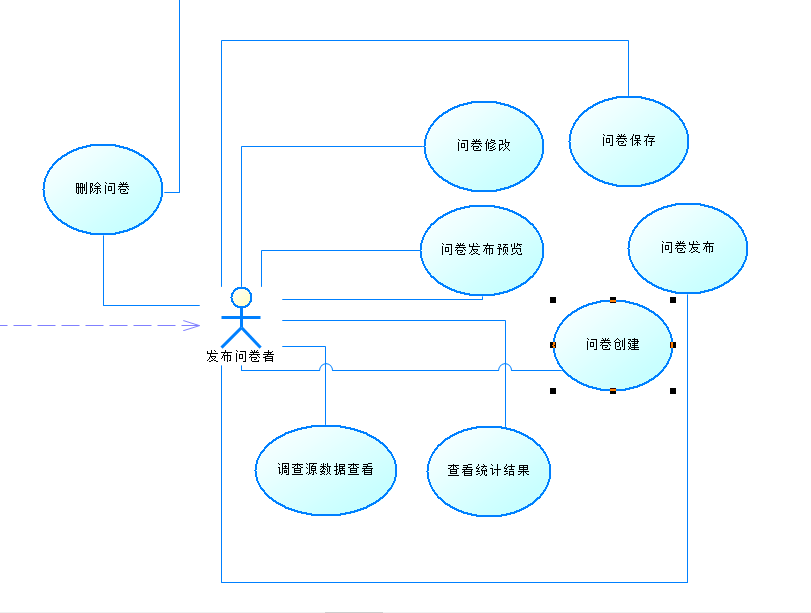 问卷修改
问卷保存
删除问卷
问卷发布预览
问卷发布
问卷创建
发布问卷者
调查源数据查看
查看统计结果